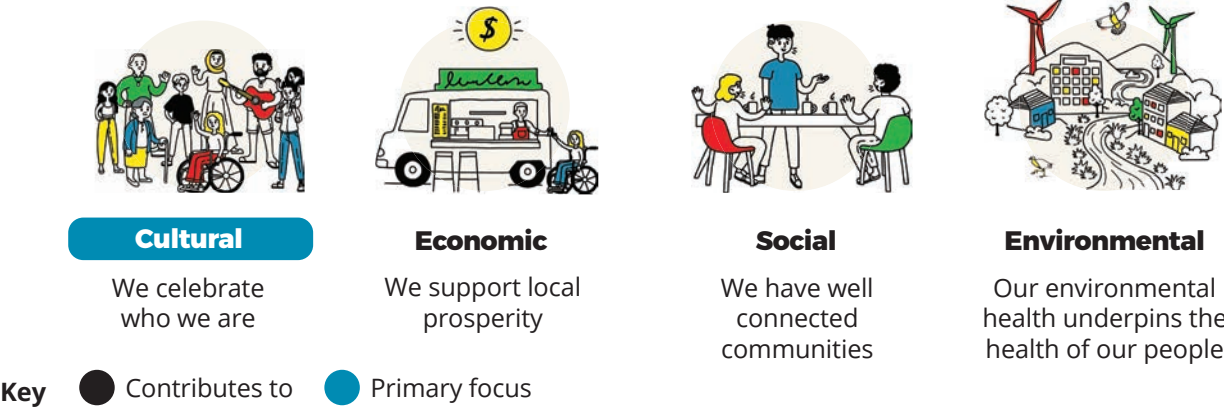 $
Cultural
We celebrate
who we are
Economic
We support local
prosperity
Social
We have well
connected
communities
Environmental
Our environmental
health underpins the
health of our people
Key
Contributes to
Primary focus